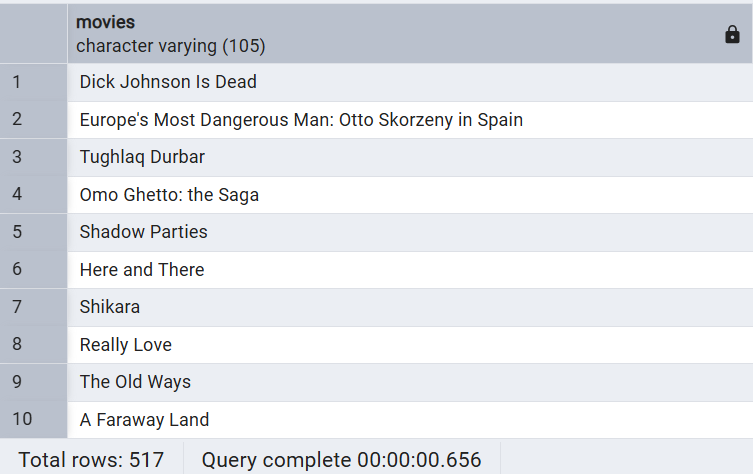 movies
character varying (105)
1 Dick Johnson Is Dead
2 Europe's Most Dangerous Man: Otto Skorzeny in Spain
3 Tughlaq Durbar
4 Omo Ghetto: the Saga
5 Shadow Parties
6 Here and There
7 Shikara
8 Really Love
9 The Old Ways
10 A Faraway Land
Total rows: 517 Query complete 00:00:00.656